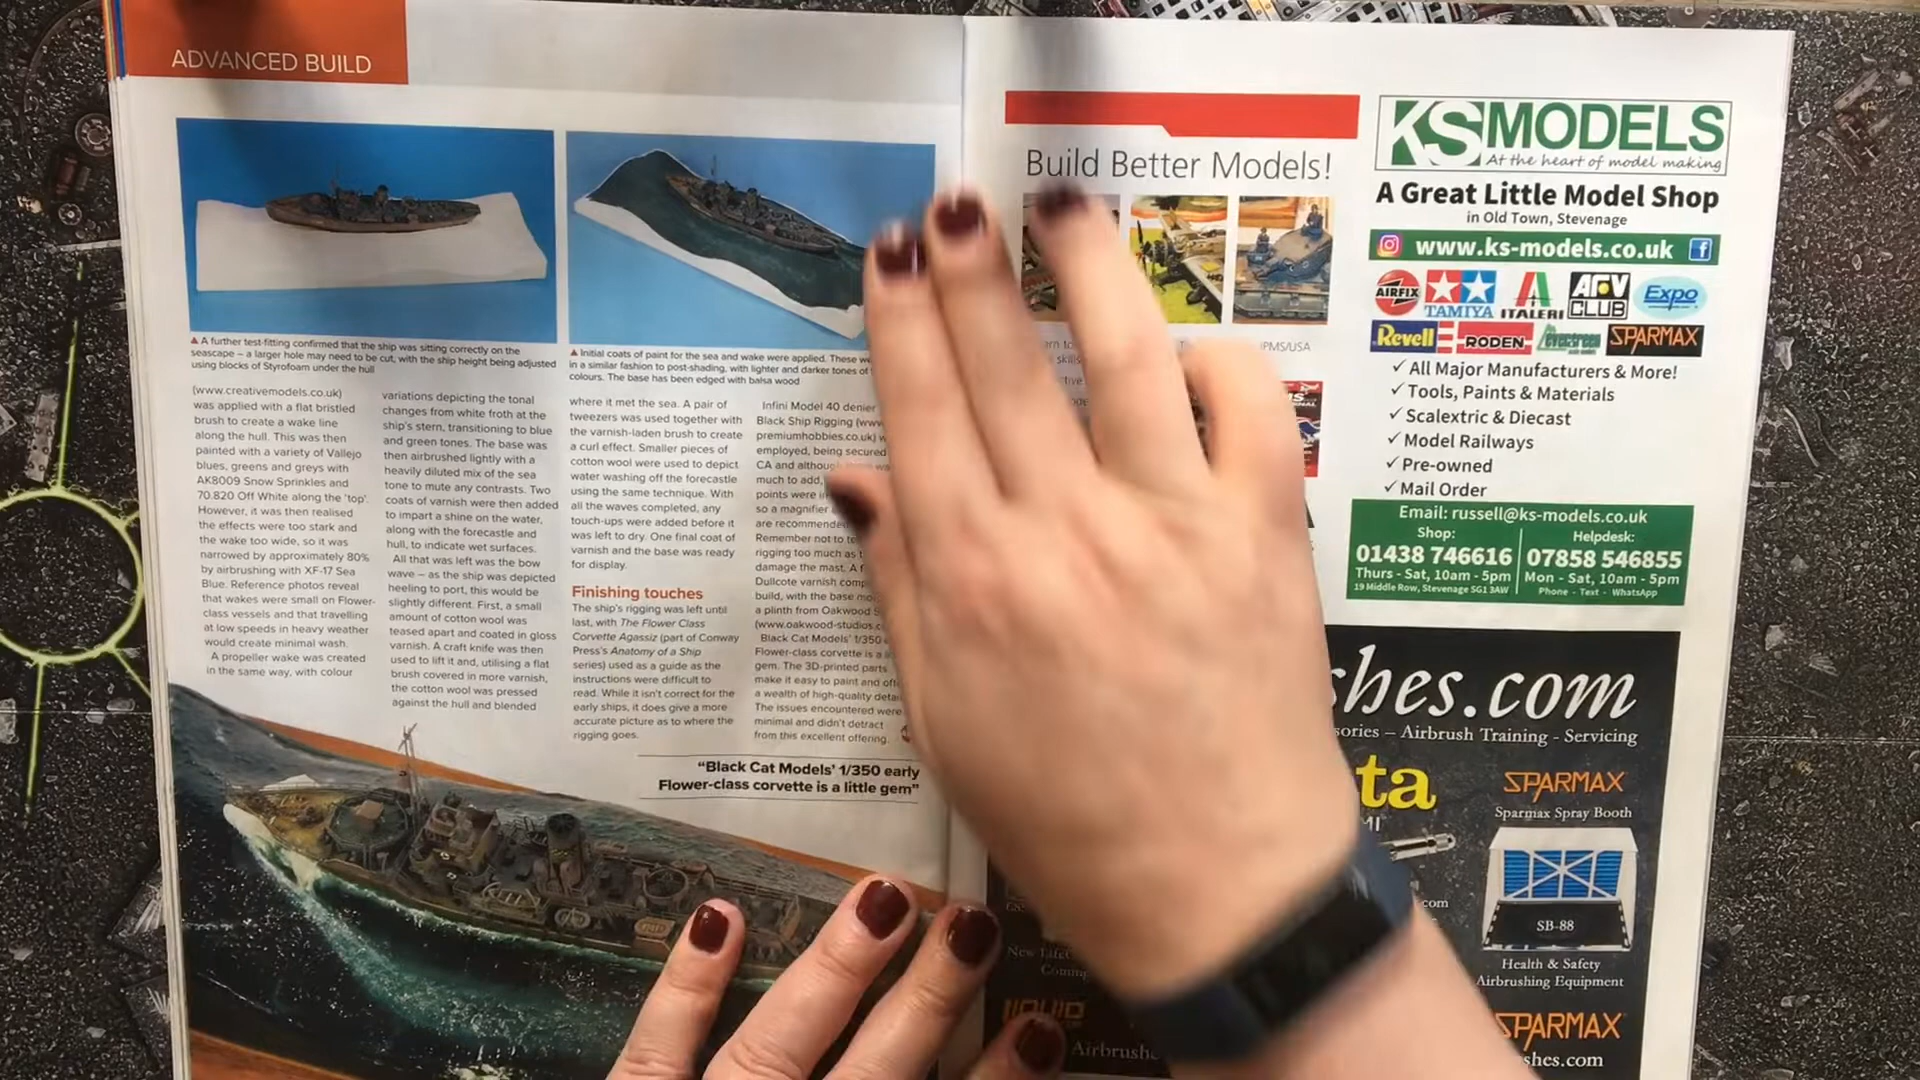 ADVANCED BUILD
▲ A further test-fitting confirmed that the ship was sitting correctly on the
seascape – a larger hole may need to be cut, with the ship height being adjusted
using blocks of Styrofoam under the hull
▲ Initial coats of paint for the sea and wake were applied. These
in a similar fashion to post-shading, with lighter and darker tones of
colours. The base has been edged with balsa wood
(www.creativemodels.co.uk)
was applied with a flat bristled
brush to create a wake line
along the hull. This was then
painted with a variety of Vallejo
blues, greens and greys with
AK8009 Snow Sprinkles and
70.820 Off White along the 'top'.
However, it was then realised
the effects were too stark and
the wake too wide, so it was
narrowed by approximately 80%
by airbrushing with XF-17 Sea
Blue. Reference photos reveal
that wakes were small on Flower-
class vessels and that travelling
at low speeds in heavy weather
would create minimal wash.
A propeller wake was created
in the same way, with colour
variations depicting the tonal
changes from white froth at the
ship's stern, transitioning to blue
and green tones. The base was
then airbrushed lightly with a
heavily diluted mix of the sea
tone to mute any contrasts. Two
coats of varnish were then added
to impart a shine on the water,
along with the forecastle and
hull, to indicate wet surfaces.
All that was left was the bow
wave – as the ship was depicted
heeling to port, this would be
slightly different. First, a small
amount of cotton wool was
teased apart and coated in gloss
varnish. A craft knife was then
used to lift it and, utilising a flat
brush covered in more varnish,
the cotton wool was pressed
against the hull and blended
where it met the sea. A pair of
tweezers was used together with
the varnish-laden brush to create
a curl effect. Smaller pieces of
cotton wool were used to depict
water washing off the forecastle
using the same technique. With
all the waves completed, any
touch-ups were added before it
was left to dry. One final coat of
varnish and the base was ready
for display.
Finishing touches
The ship's rigging was left until
last, with The Flower Class
Corvette Agassiz (part of Conway
Press's Anatomy of a Ship
series) used as a guide as the
instructions were difficult to
read. While it isn't correct for the
early ships, it does give a more
accurate picture as to where the
rigging goes.
Infini Model 40 denier
Black Ship Rigging
premiumhobbies.co.uk)
employed, being secured
CA and although
much to add,
points were
so a magnifier
are recommended
Remember not to
rigging too much as
damage the mast. A
Dullcote varnish
build, with the base
a plinth from Oakwood
(www.oakwood-studios.
Black Cat Models' 1/350
Flower-class corvette is a
gem. The 3D-printed parts
make it easy to paint and
a wealth of high-quality
The issues encountered were
minimal and didn't detract
from this excellent offering.
"Black Cat Models' 1/350 early
Flower-class corvette is a little gem"
Build Better Models!
IPMS/USA
KSMODELS
At the heart of model making
A Great Little Model Shop
in Old Town, Stevenage
www.ks-models.co.uk f
AIRFIX TAMIYA ITALERI AFV CLUB Expo
Revell RODEN Evergreen SPARMAX
✓ All Major Manufacturers & More!
✓ Tools, Paints & Materials
✓ Scalextric & Diecast
✓ Model Railways
✓ Pre-owned
✓ Mail Order
Email: russell@ks-models.co.uk
Shop:
01438 746616
Thurs - Sat, 10am - 5pm
19 Middle Row, Stevenage SG1 3AW
Helpdesk:
07858 546855
Mon - Sat, 10am - 5pm
Phone - Text - WhatsApp
shes.com
sories – Airbrush Training - Servicing
ta
SPARMAX
Sparmax Spray Booth
SB-88
Health & Safety
Airbrushing Equipment
SPARMAX
shes.com
New
.com
LIQUID
Airbrushe